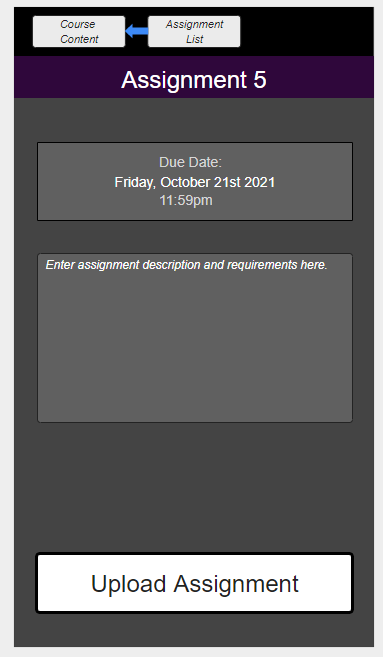 Course
Content
Assignment
List
Assignment 5
Due Date:
Friday, October 21st 2021
11:59pm
Enter assignment description and requirements here.
Upload Assignment